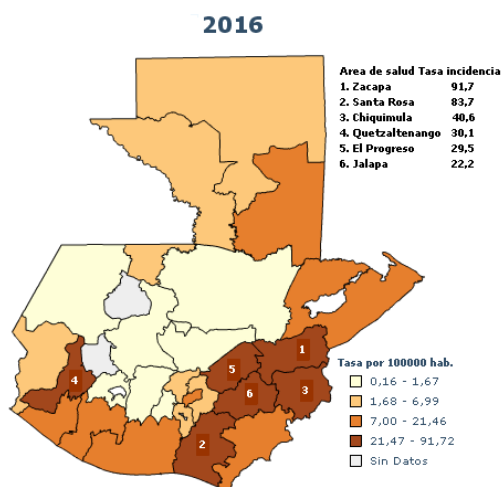 2016
Area de salud Tasa incidencia
1. Zacapa 91,7
2. Santa Rosa 83,7
3. Chiquimula 40,6
4. Quetzaltenango 30,1
5. El Progreso 29,5
6. Jalapa 22,2
1
5
4
6
3
2
Tasa por 100000 hab.
0,16 - 1,67
1,68 - 6,99
7,00 - 21,46
21,47 - 91,72
Sin Datos